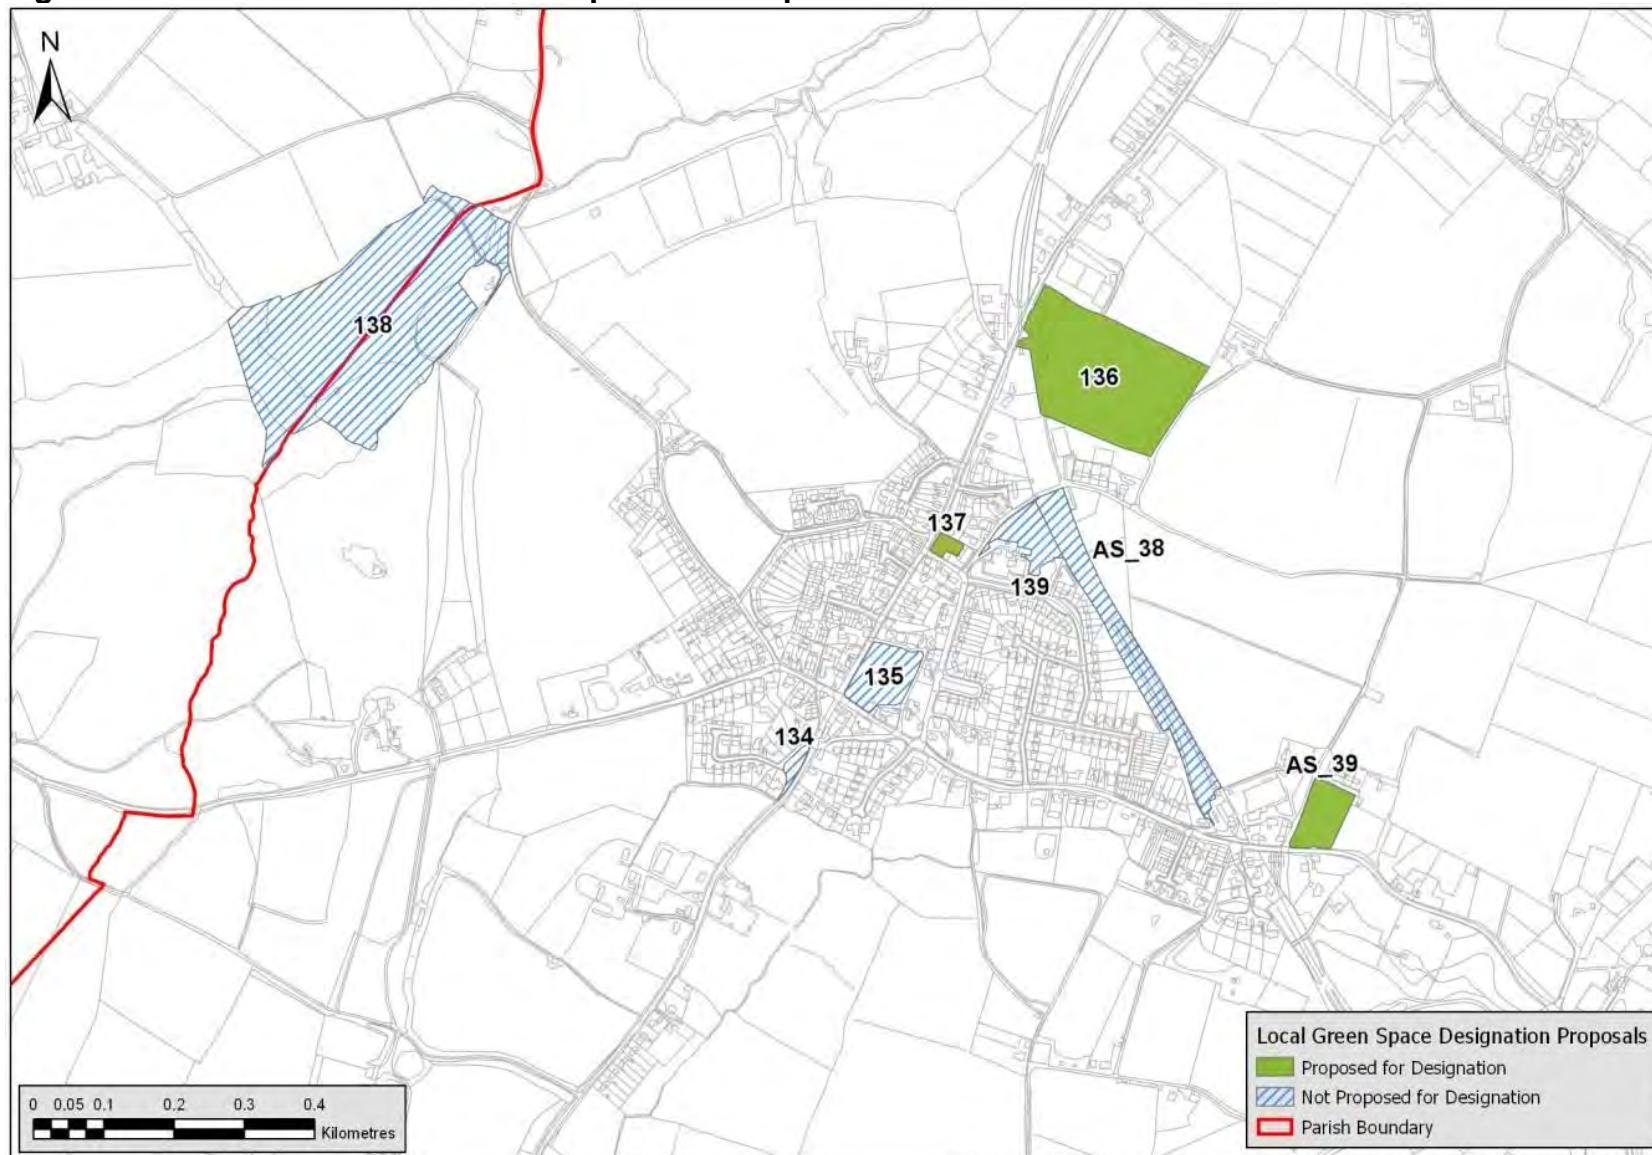 N
138
136
137
AS_38
139
135
134
AS_39
Local Green Space Designation Proposals
Proposed for Designation
Not Proposed for Designation
Parish Boundary
0 0.05 0.1 0.2 0.3 0.4
Kilometres